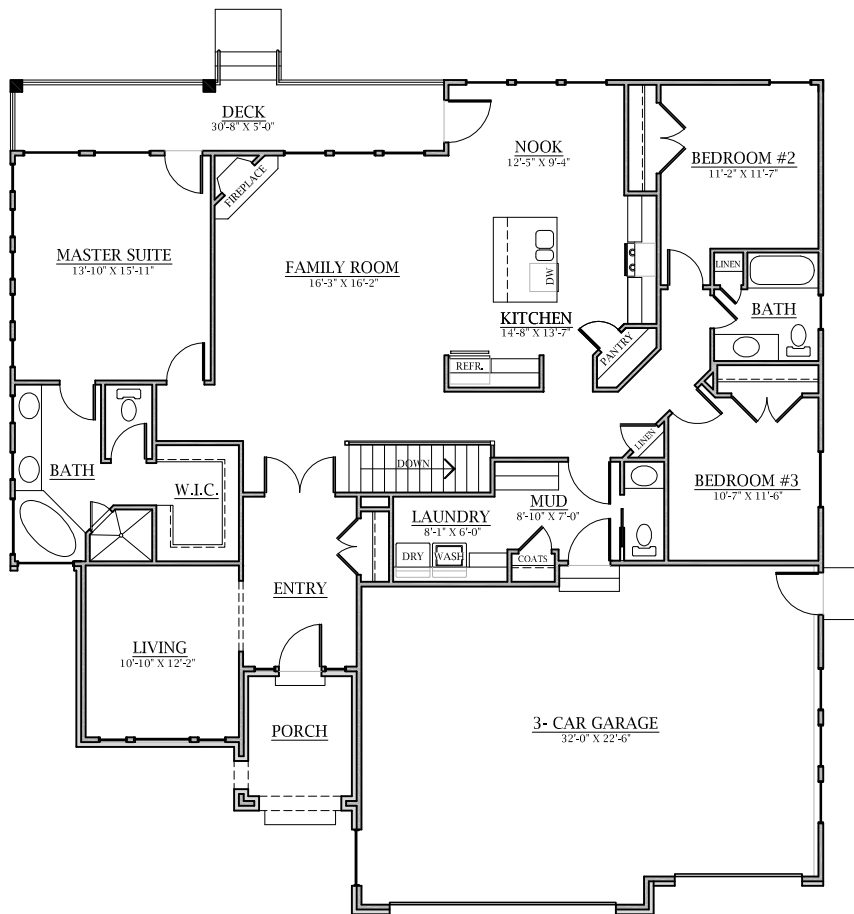 DECK
30'-8" X 5'-0"
NOOK
12'-5" X 9'-4"
BEDROOM #2
11'-2" X 11'-7"
FIREPLACE
MASTER SUITE
13'-10" X 15'-11"
FAMILY ROOM
16'-3" X 16'-2"
DW
LINEN
BATH
KITCHEN
14'-8" X 13'-7"
PANTRY
REFR.
LINEN
BATH
W.I.C.
DOWN
BEDROOM #3
10'-7" X 11'-6"
MUD
8'-10" X 7'-0"
LAUNDRY
8'-1" X 6'-0"
DRY
WASH
COATS
ENTRY
LIVING
10'-10" X 12'-2"
PORCH
3- CAR GARAGE
32'-0" X 22'-6"